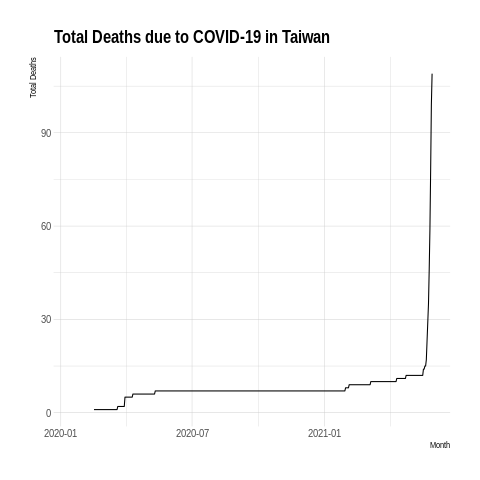 Total Deaths due to COVID-19 in Taiwan
Total Deaths
90
60
30
0
2020-01
2020-07
2021-01
Month